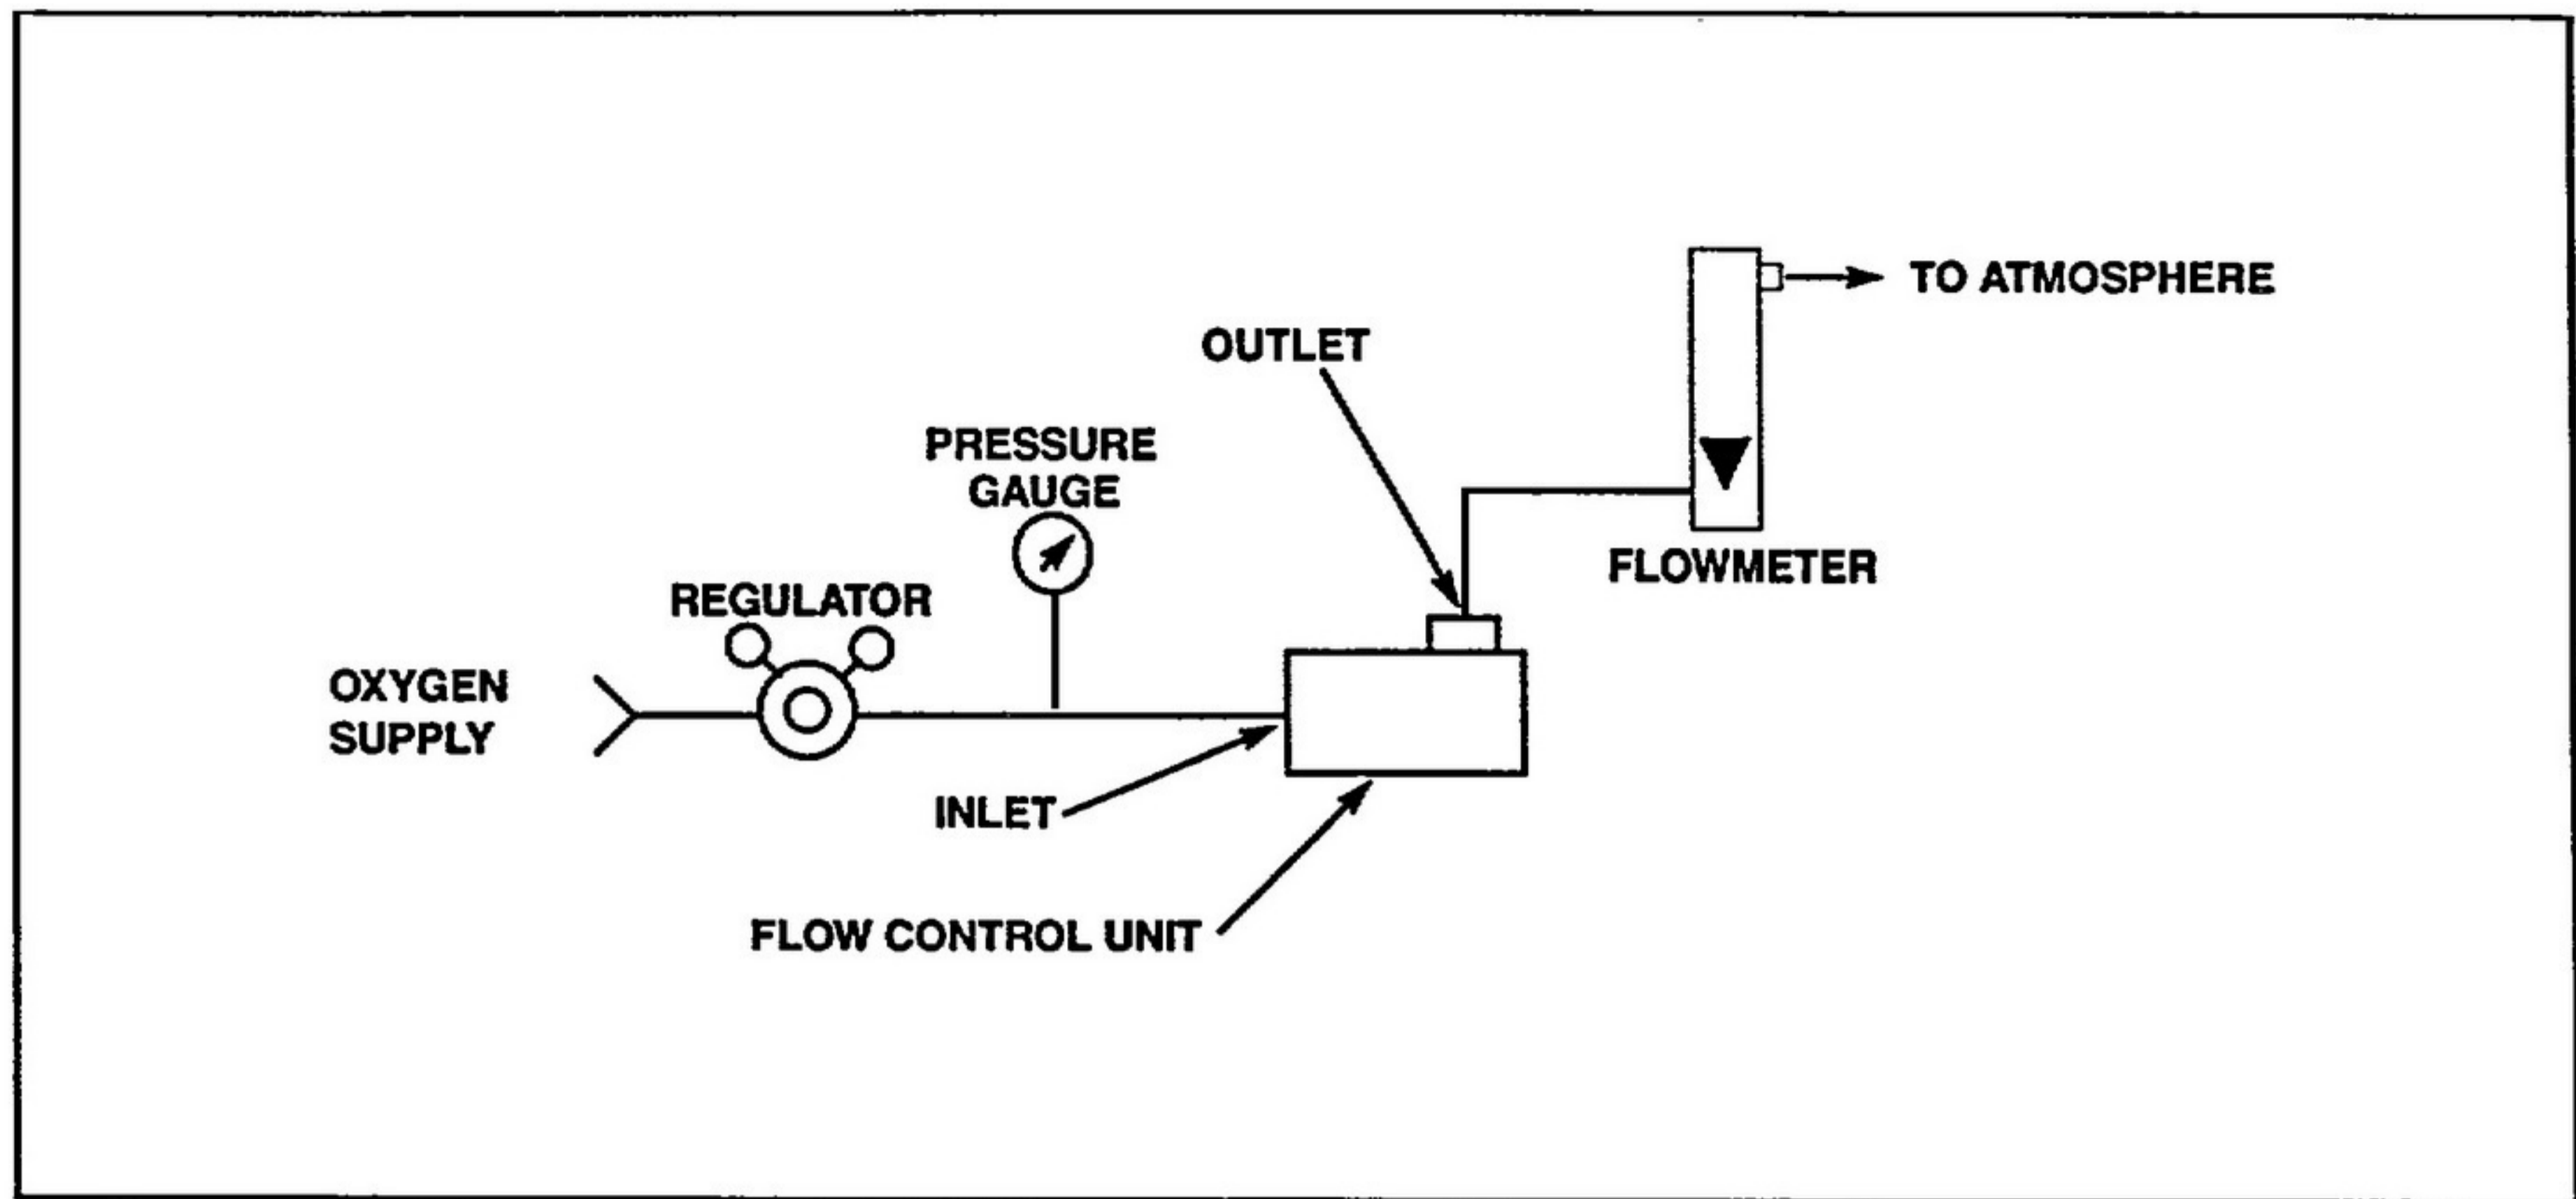 TO ATMOSPHERE
OUTLET
PRESSURE
GAUGE
FLOWMETER
REGULATOR
OXYGEN
SUPPLY
INLET
FLOW CONTROL UNIT